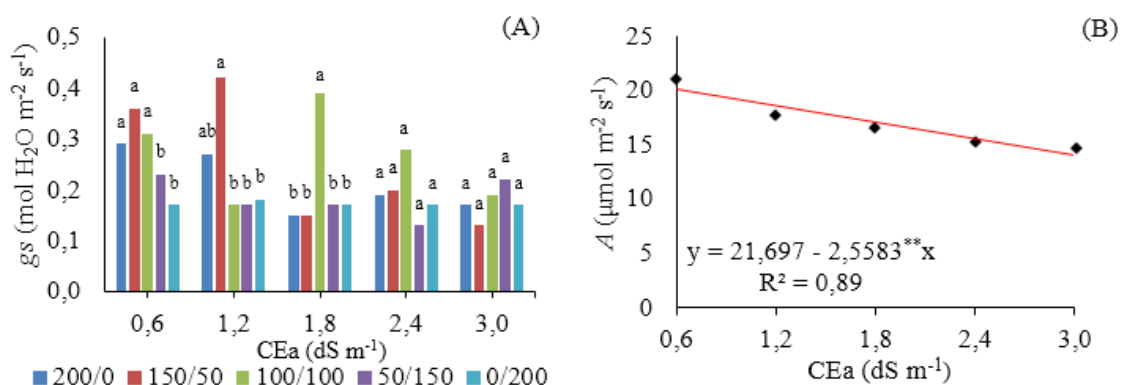 (A)
gs (mol H₂O m⁻² s⁻¹)
0,5
0,4
0,3
0,2
0,1
0,0
a a a b b
ab a b b b
b b a b b
a a a a a
a a a a a
0,6 1,2 1,8 2,4 3,0
CEa (dS m⁻¹)
200/0 150/50 100/100 50/150 0/200
(B)
A (µmol m⁻² s⁻¹)
25
20
15
10
5
0
y = 21,697 - 2,5583**x
R² = 0,89
0,6 1,2 1,8 2,4 3,0
CEa (dS m⁻¹)